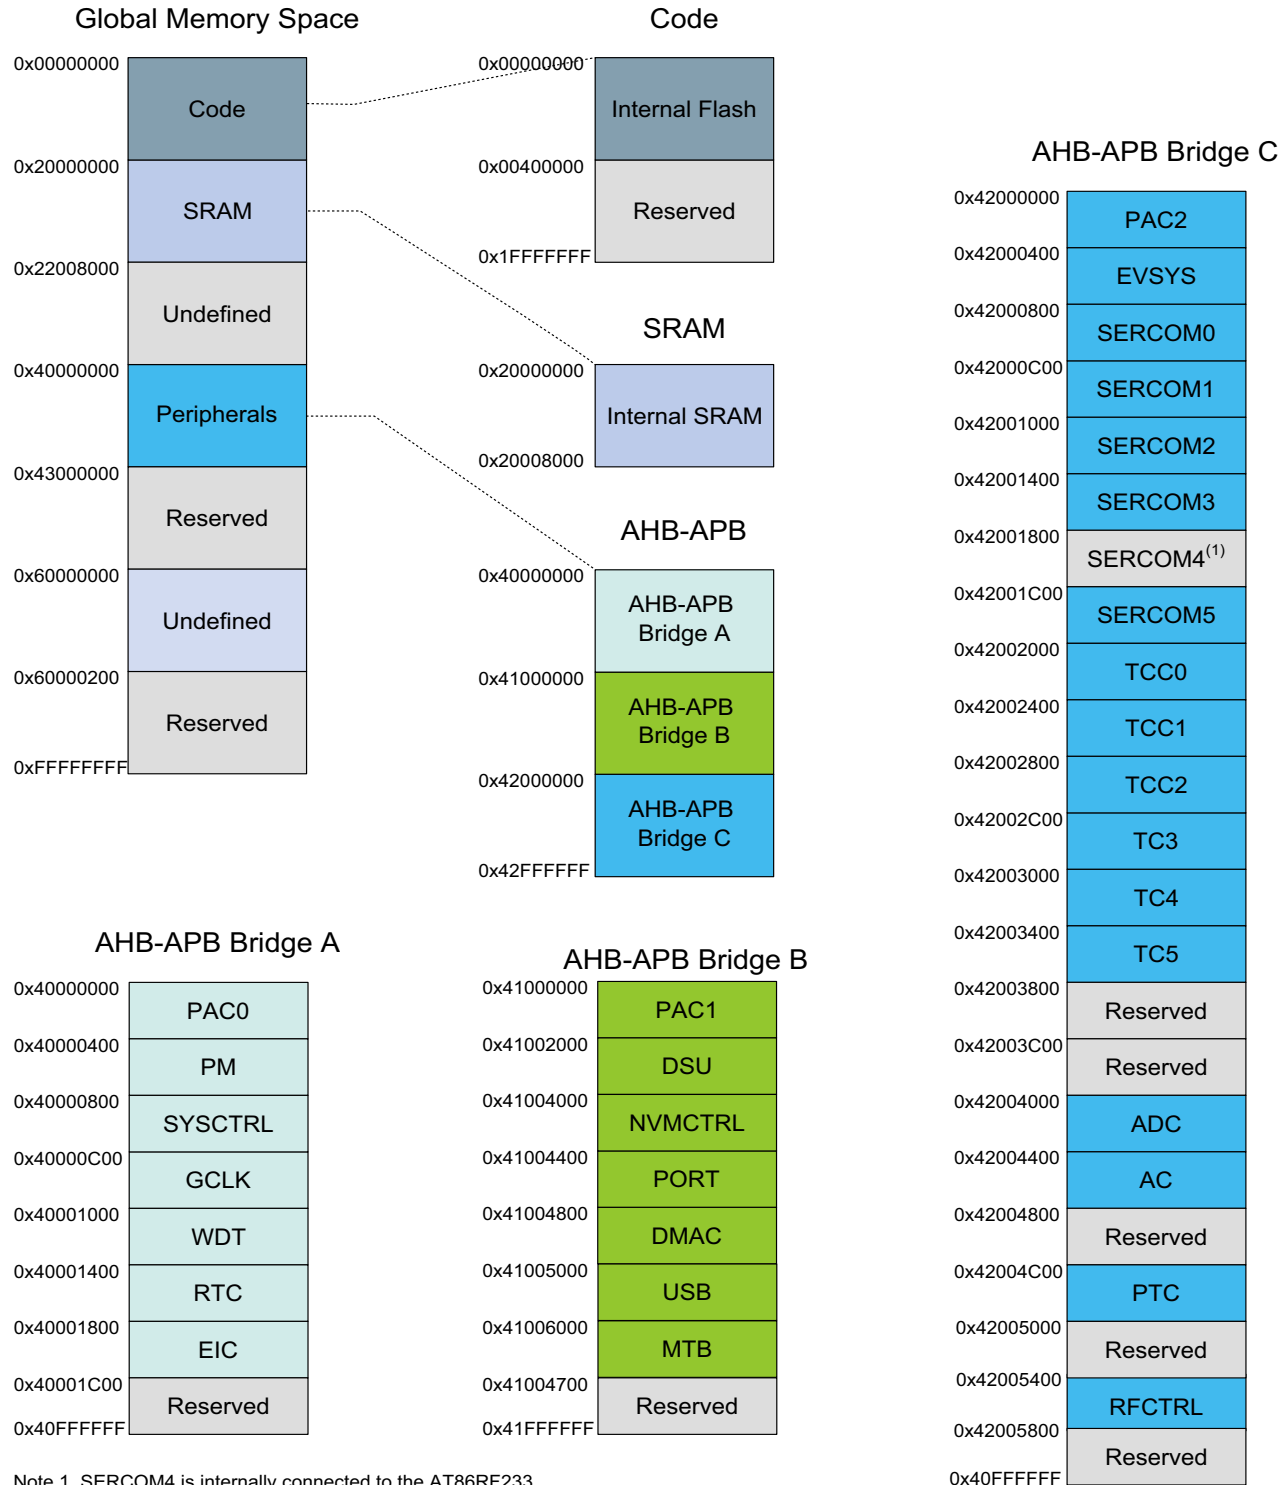 Global Memory Space
0x00000000
Code
0x20000000
SRAM
0x22008000
Undefined
0x40000000
Peripherals
0x43000000
Reserved
0x60000000
Undefined
0x60000200
Reserved
0xFFFFFFFF
Code
0x00000000
Internal Flash
0x00400000
Reserved
0x1FFFFFFF
SRAM
0x20000000
Internal SRAM
0x20008000
AHB-APB
0x40000000
AHB-APB
Bridge A
0x41000000
AHB-APB
Bridge B
0x42000000
AHB-APB
Bridge C
0x42FFFFFF
AHB-APB Bridge A
0x40000000
PAC0
0x40000400
PM
0x40000800
SYSCTRL
0x40000C00
GCLK
0x40001000
WDT
0x40001400
RTC
0x40001800
EIC
0x40001C00
Reserved
0x40FFFFFF
AHB-APB Bridge B
0x41000000
PAC1
0x41002000
DSU
0x41004000
NVMCTRL
0x41004400
PORT
0x41004800
DMAC
0x41005000
USB
0x41006000
MTB
0x41004700
Reserved
0x41FFFFFF
AHB-APB Bridge C
0x42000000
PAC2
0x42000400
EVSYS
0x42000800
SERCOM0
0x42000C00
SERCOM1
0x42001000
SERCOM2
0x42001400
SERCOM3
0x42001800
SERCOM4(1)
0x42001C00
SERCOM5
0x42002000
TCC0
0x42002400
TCC1
0x42002800
TCC2
0x42002C00
TC3
0x42003000
TC4
0x42003400
TC5
0x42003800
Reserved
0x42003C00
Reserved
0x42004000
ADC
0x42004400
AC
0x42004800
Reserved
0x42004C00
PTC
0x42005000
Reserved
0x42005400
RFCTRL
0x42005800
Reserved
0x40FFFFFF
Note 1. SERCOM4 is internally connected to the AT86RF233